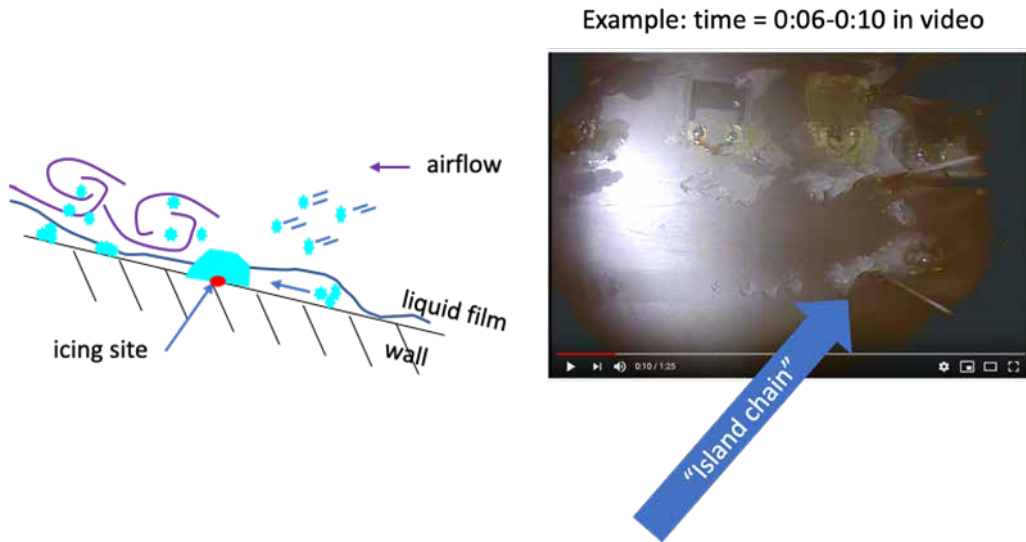 Example: time = 0:06-0:10 in video
airflow
liquid film
wall
icing site
0:10 / 1:25
“Island chain”